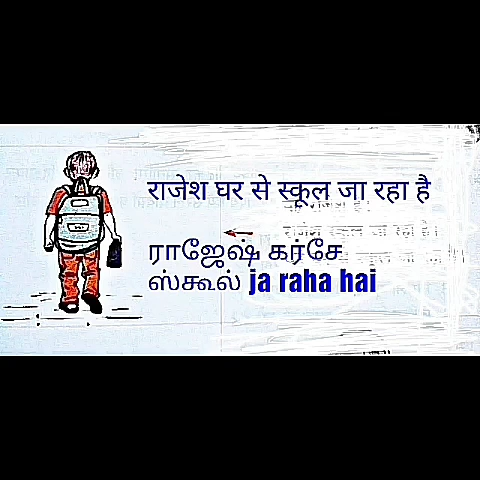 राजेश घर से स्कूल जा रहा है
ராஜேஷ் கர்சே
ஸ்கூல் ja raha hai